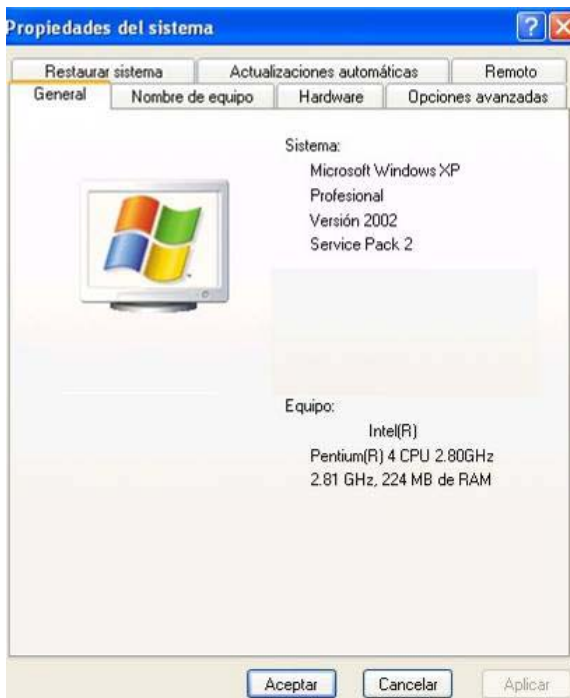 Propiedades del sistema
Restaurar sistema Actualizaciones automáticas Remoto
General Nombre de equipo Hardware Opciones avanzadas
Sistema:
Microsoft Windows XP
Profesional
Versión 2002
Service Pack 2
Equipo:
Intel(R)
Pentium(R) 4 CPU 2.80GHz
2.81 GHz, 224 MB de RAM
Aceptar Cancelar Aplicar